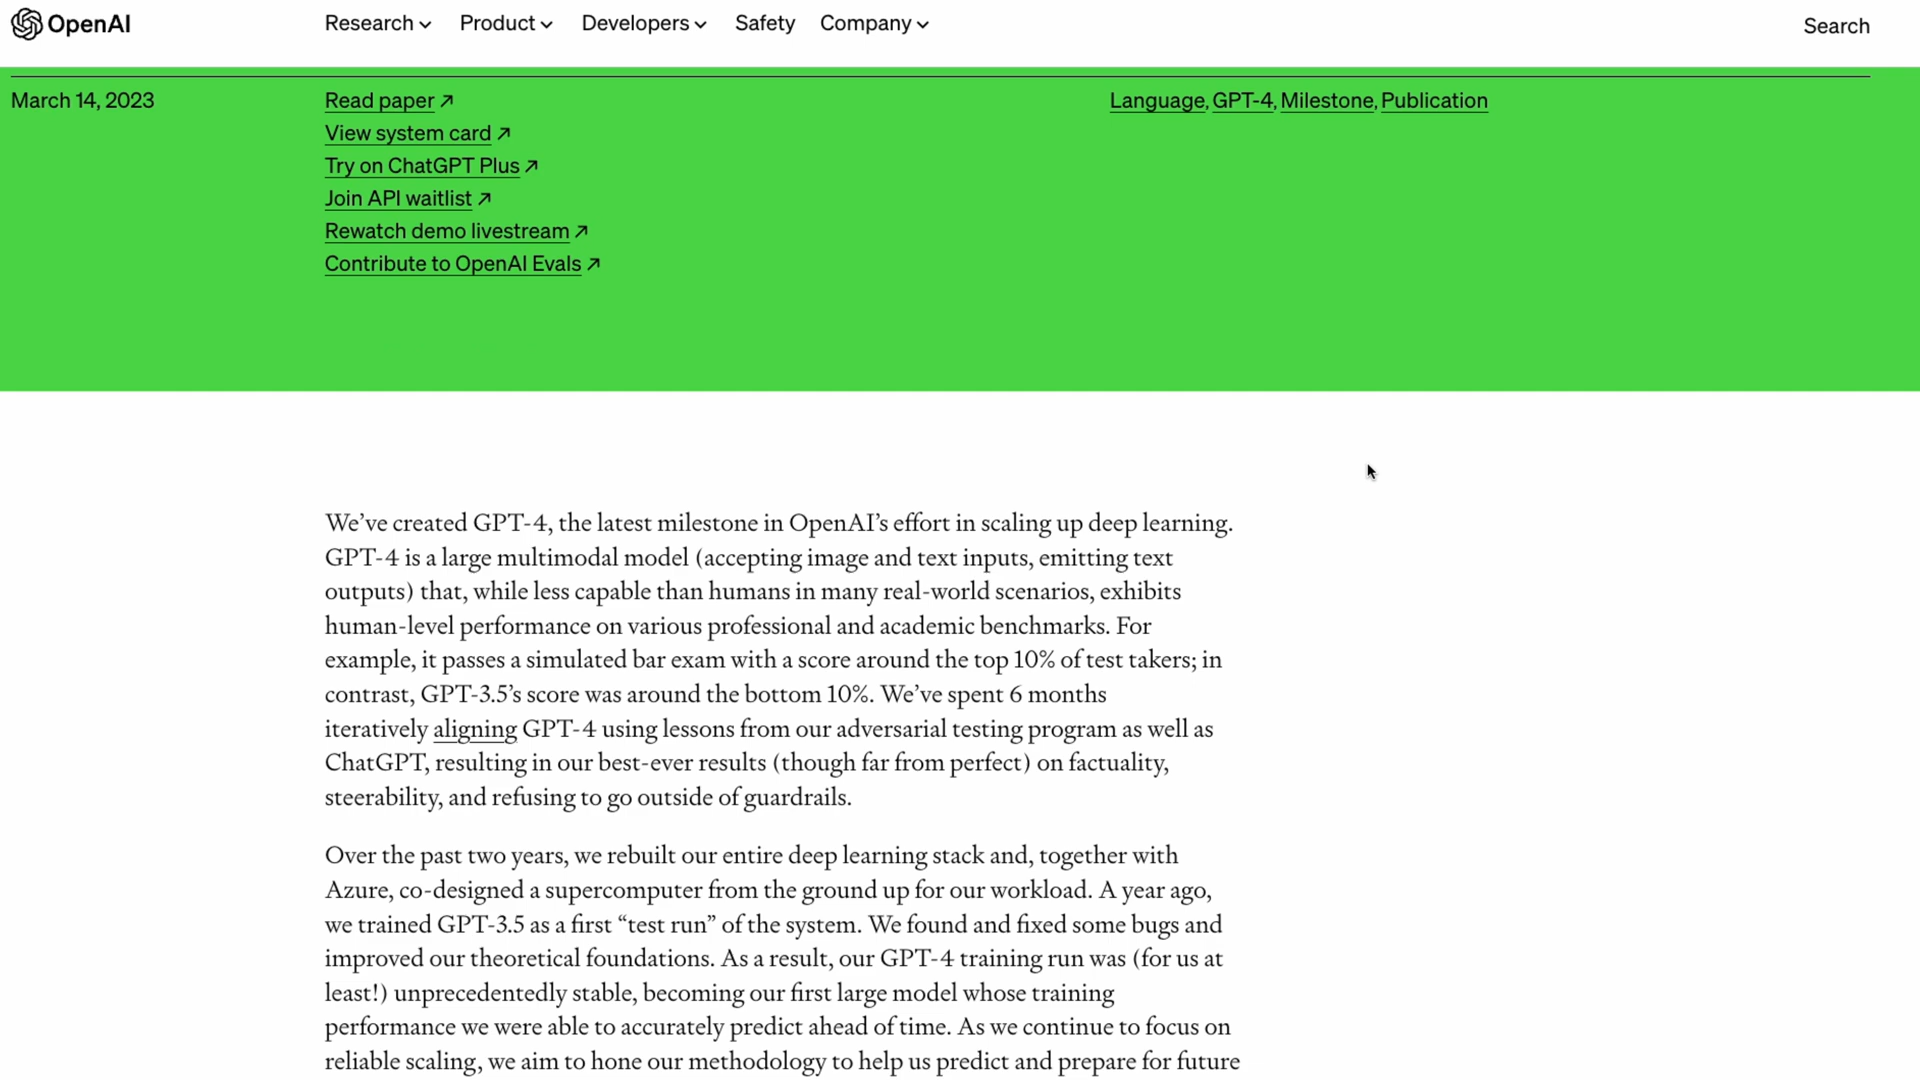 OpenAI Research Product Developers Safety Company Search
March 14, 2023
Read paper ↗
View system card ↗
Try on ChatGPT Plus ↗
Join API waitlist ↗
Rewatch demo livestream ↗
Contribute to OpenAI Evals ↗
Language, GPT-4, Milestone, Publication
We’ve created GPT-4, the latest milestone in OpenAI’s effort in scaling up deep learning.
GPT-4 is a large multimodal model (accepting image and text inputs, emitting text
outputs) that, while less capable than humans in many real-world scenarios, exhibits
human-level performance on various professional and academic benchmarks. For
example, it passes a simulated bar exam with a score around the top 10% of test takers; in
contrast, GPT-3.5’s score was around the bottom 10%. We’ve spent 6 months
iteratively aligning GPT-4 using lessons from our adversarial testing program as well as
ChatGPT, resulting in our best-ever results (though far from perfect) on factuality,
steerability, and refusing to go outside of guardrails.
Over the past two years, we rebuilt our entire deep learning stack and, together with
Azure, co-designed a supercomputer from the ground up for our workload. A year ago,
we trained GPT-3.5 as a first “test run” of the system. We found and fixed some bugs and
improved our theoretical foundations. As a result, our GPT-4 training run was (for us at
least!) unprecedentedly stable, becoming our first large model whose training
performance we were able to accurately predict ahead of time. As we continue to focus on
reliable scaling, we aim to hone our methodology to help us predict and prepare for future